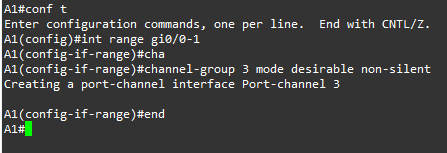 A1#conf t
Enter configuration commands, one per line.  End with CNTL/Z.
A1(config)#int range gi0/0-1
A1(config-if-range)#cha
A1(config-if-range)#channel-group 3 mode desirable non-silent
Creating a port-channel interface Port-channel 3
A1(config-if-range)#end
A1#